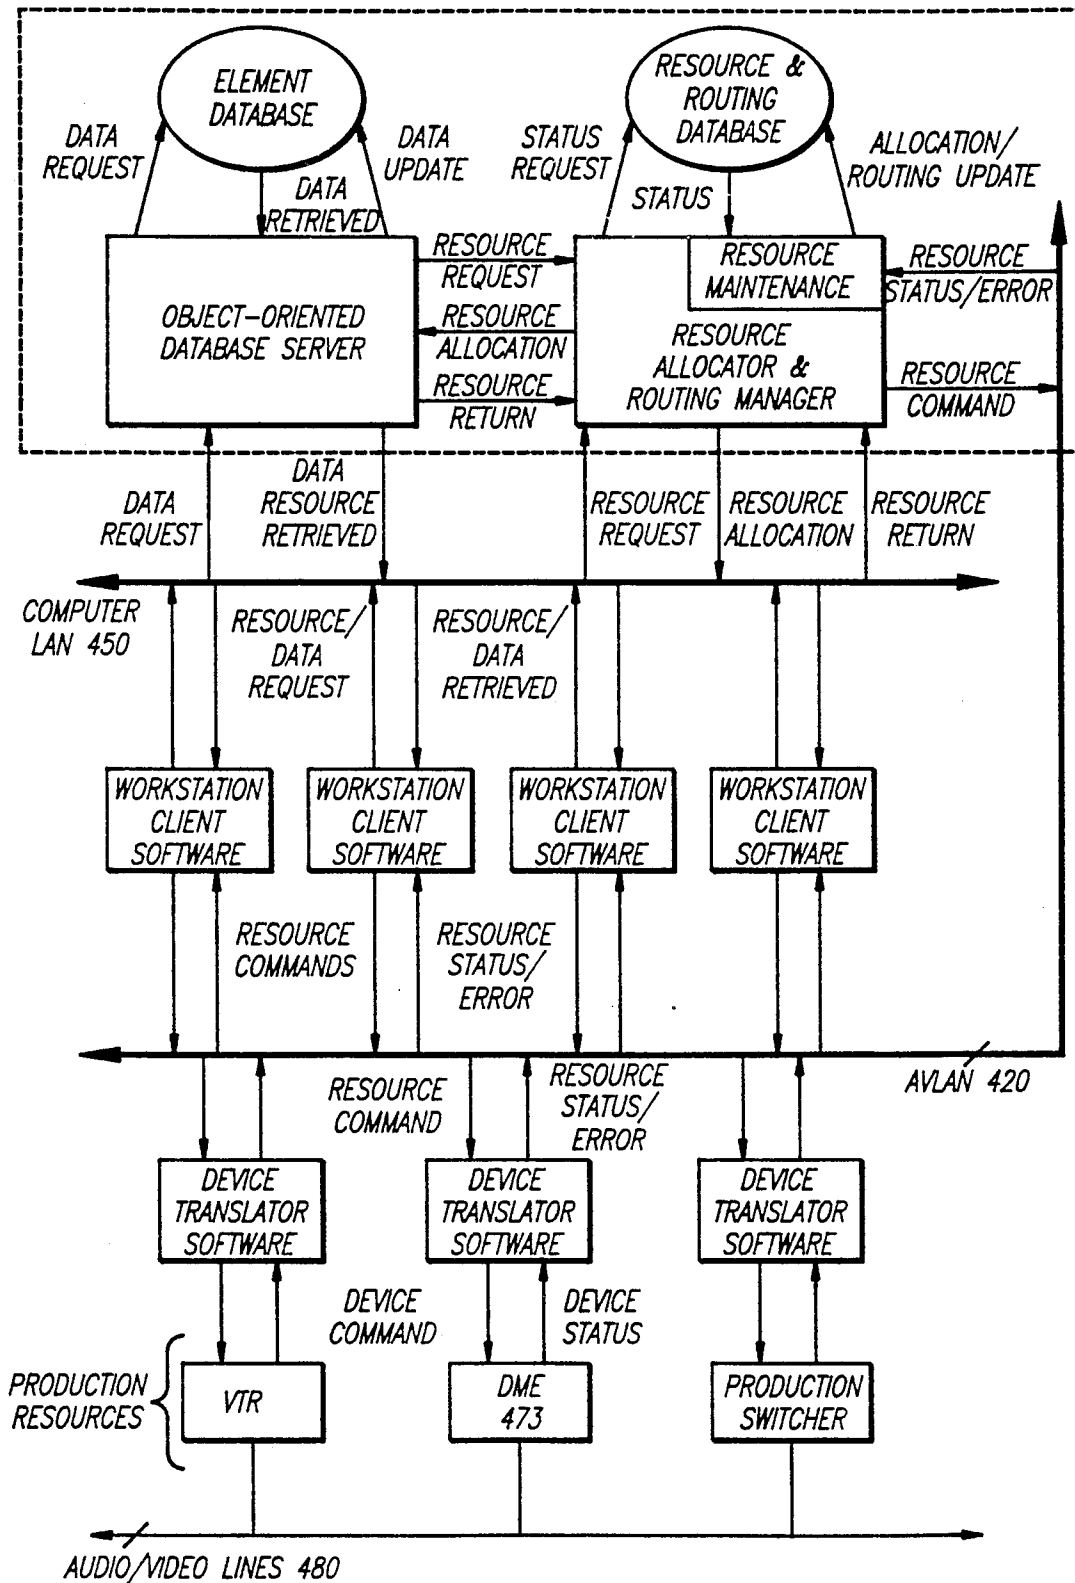 ELEMENT
DATABASE
RESOURCE &
ROUTING
DATABASE
DATA
REQUEST
DATA
UPDATE
STATUS
REQUEST
ALLOCATION/
ROUTING UPDATE
DATA
RETRIEVED
STATUS
OBJECT-ORIENTED
DATABASE SERVER
RESOURCE
REQUEST
RESOURCE
ALLOCATION
RESOURCE
RETURN
RESOURCE
MAINTENANCE
RESOURCE
ALLOCATOR &
ROUTING MANAGER
RESOURCE
STATUS/ERROR
RESOURCE
COMMAND
DATA
REQUEST
DATA
RESOURCE
RETRIEVED
RESOURCE
REQUEST
RESOURCE
ALLOCATION
RESOURCE
RETURN
COMPUTER
LAN 450
RESOURCE/
DATA
REQUEST
RESOURCE/
DATA
RETRIEVED
WORKSTATION
CLIENT
SOFTWARE
WORKSTATION
CLIENT
SOFTWARE
WORKSTATION
CLIENT
SOFTWARE
WORKSTATION
CLIENT
SOFTWARE
RESOURCE
COMMANDS
RESOURCE
STATUS/
ERROR
AVLAN 420
RESOURCE
COMMAND
RESOURCE
STATUS/
ERROR
DEVICE
TRANSLATOR
SOFTWARE
DEVICE
TRANSLATOR
SOFTWARE
DEVICE
TRANSLATOR
SOFTWARE
DEVICE
COMMAND
DEVICE
STATUS
PRODUCTION
RESOURCES
VTR
DME
473
PRODUCTION
SWITCHER
AUDIO/VIDEO LINES 480